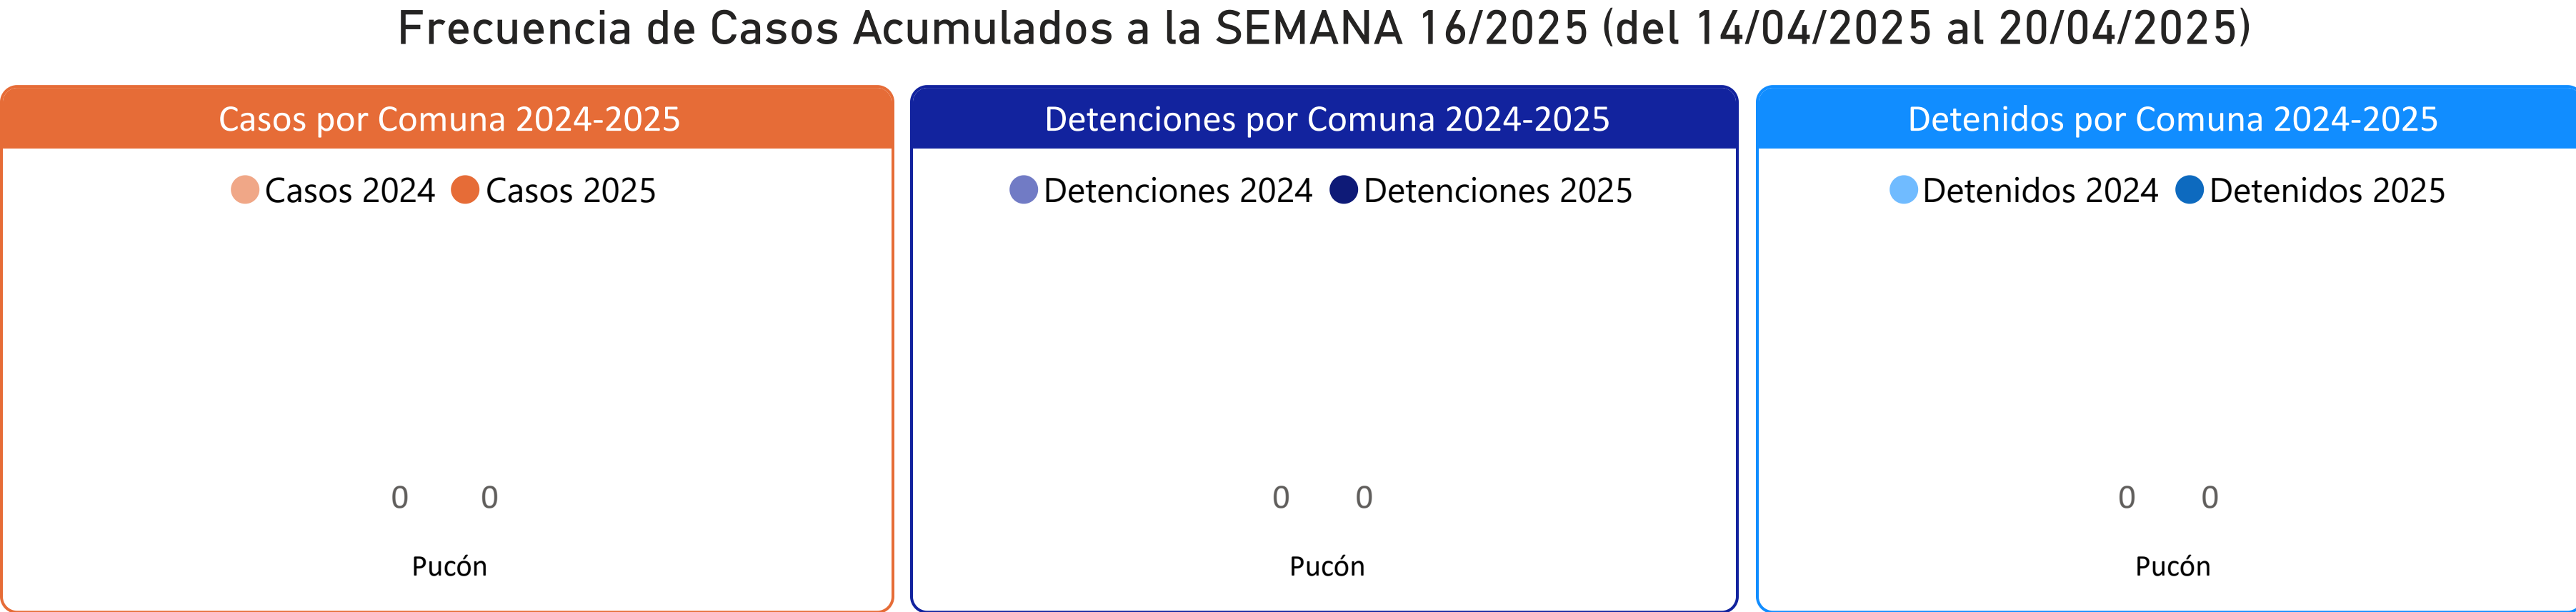 Frecuencia de Casos Acumulados a la SEMANA 16/2025 (del 14/04/2025 al 20/04/2025)
Casos por Comuna 2024-2025
Casos 2024 Casos 2025
0 0
Pucón
Detenciones por Comuna 2024-2025
Detenciones 2024 Detenciones 2025
0 0
Pucón
Detenidos por Comuna 2024-2025
Detenidos 2024 Detenidos 2025
0 0
Pucón